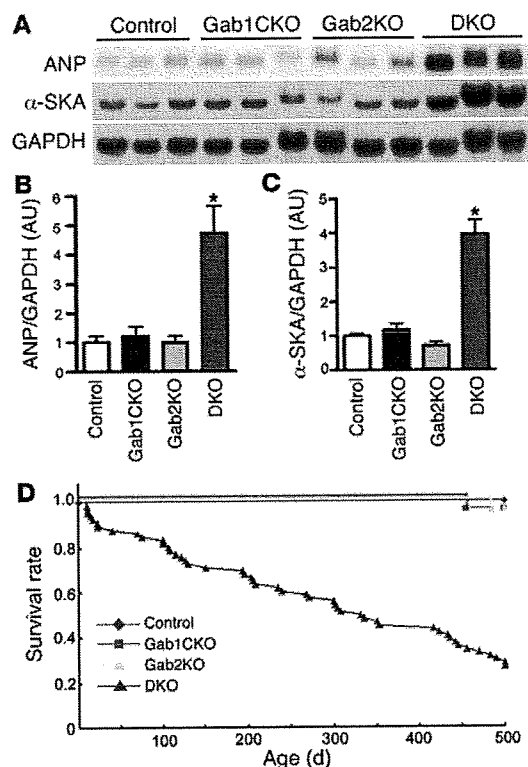 A
Control Gab1CKO Gab2KO DKO
ANP
α-SKA
GAPDH
B
ANP/GAPDH (AU)
6
5
4
3
2
1
0
*
Control
Gab1CKO
Gab2KO
DKO
C
α-SKA/GAPDH (AU)
5
4
3
2
1
0
*
Control
Gab1CKO
Gab2KO
DKO
D
Survival rate
1.0
0.8
0.6
0.4
0.2
0
Control
Gab1CKO
Gab2KO
DKO
100 200 300 400 500
Age (d)